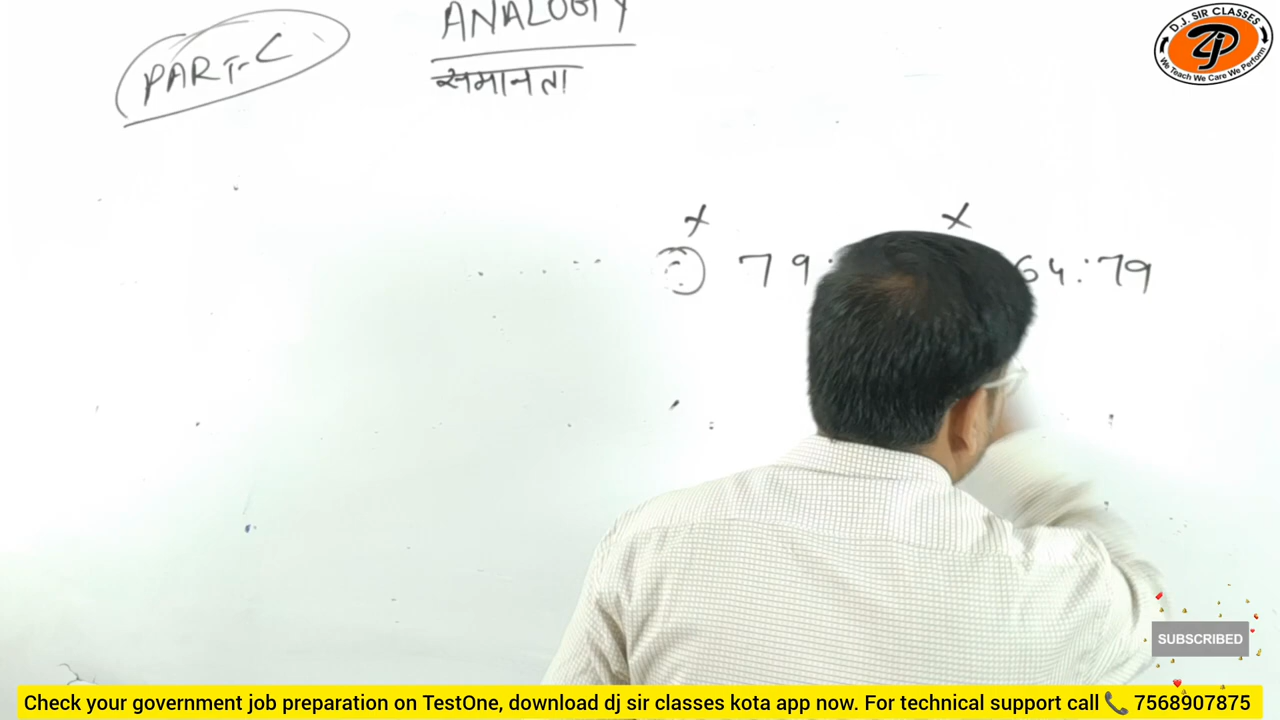 ANALOGY
PART-C
समानता
D.J. SIR CLASSES
We Teach We Care We Perform
x x
79: 64:79
SUBSCRIBED
Check your government job preparation on TestOne, download dj sir classes kota app now. For technical support call 📞 7568907875